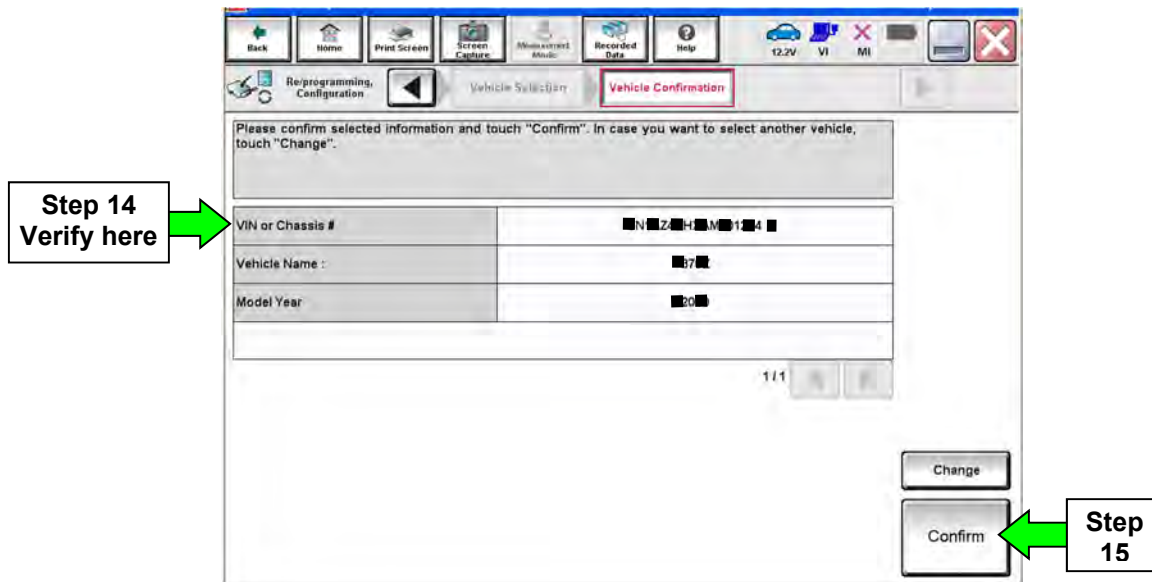 Back
Home
Print Screen
Screen
Capture
Measurement
Mode
Recorded
Data
Help
12.2V
VI
MI
Re/programming,
Configuration
Vehicle Selection
Vehicle Confirmation
Please confirm selected information and touch "Confirm". In case you want to select another vehicle,
touch "Change".
Step 14
Verify here
VIN or Chassis #
Vehicle Name :
Model Year
1/1
Change
Confirm
Step
15